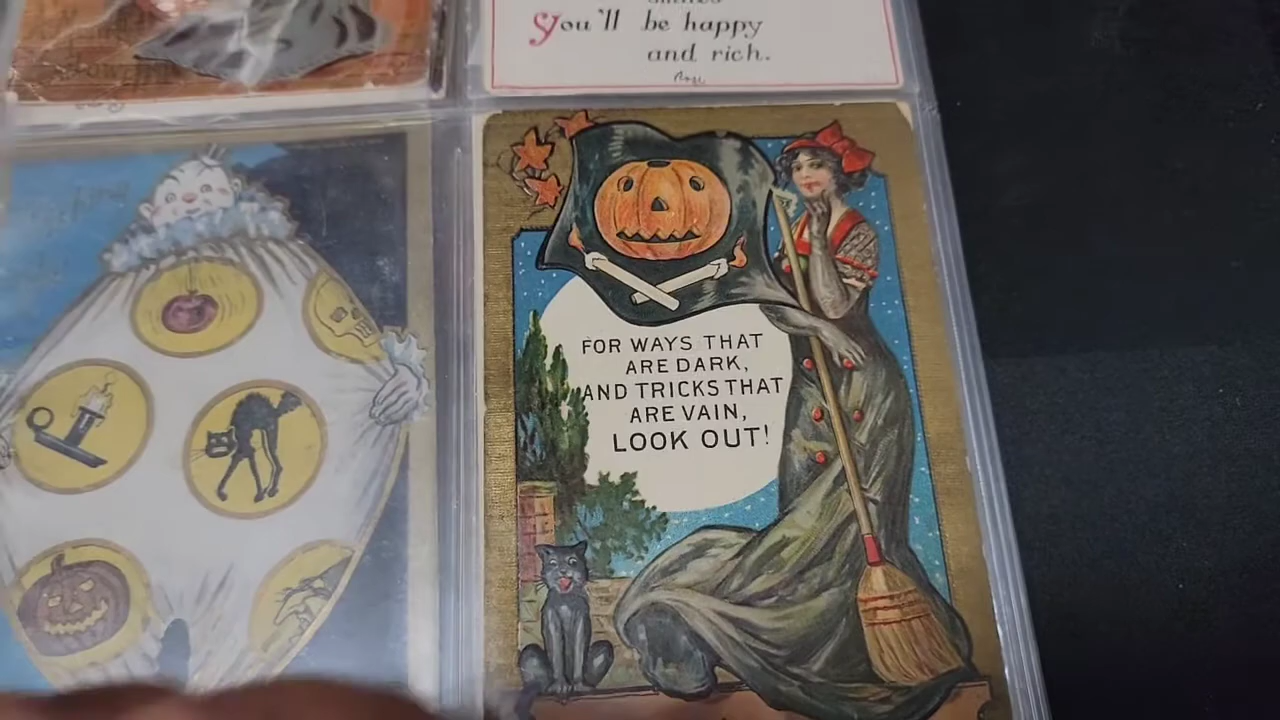 You'll be happy
and rich.
FOR WAYS THAT
ARE DARK,
AND TRICKS THAT
ARE VAIN,
LOOK OUT!